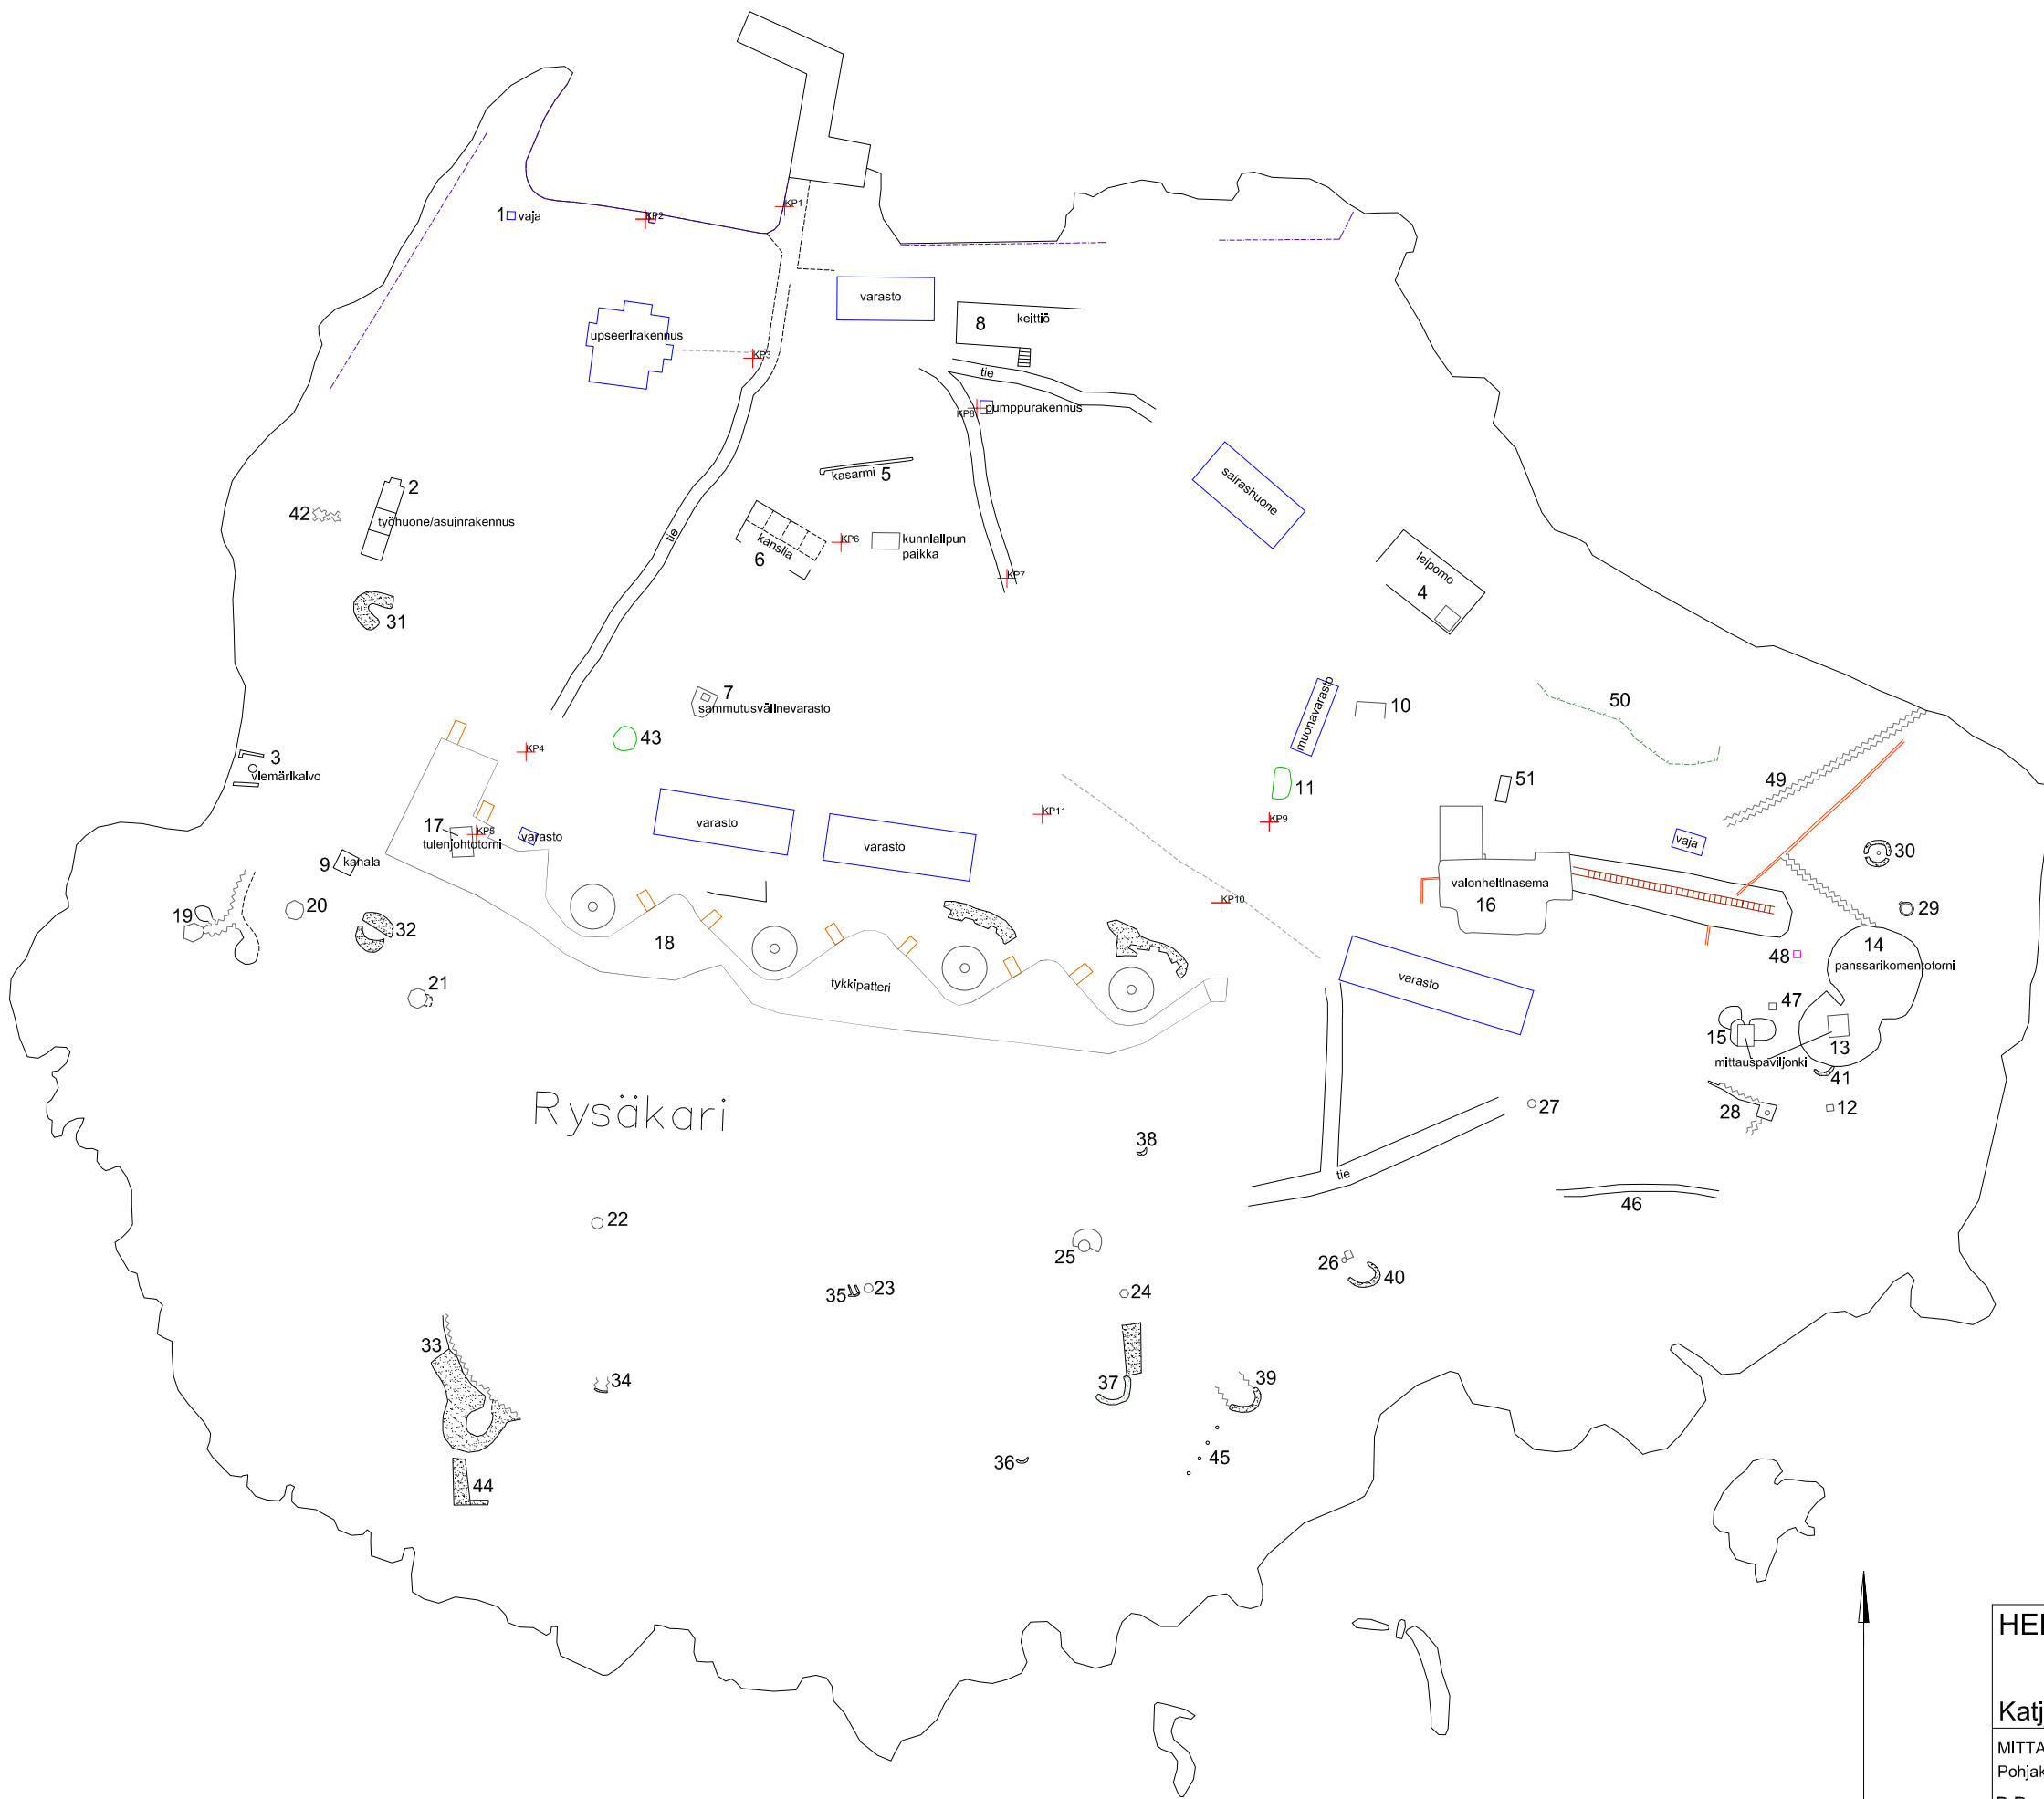 KP1
1 vaja
KP2
varasto
8 keittiö
upseerirakennus
KP3
tie
KP8
pumppurakennus
kasarmi 5
sairashuone
2
42
työhuone/asuinrakennus
tie
kanslia
6
KP6
kunniallpun
paikka
KP7
leipomo
4
31
7
sammutusvälinevarasto
muonavarasto
10
50
43
KP4
3
viemärikaivo
51
49
11
KP11
KP9
17
KP5
tulenjohtotorni
varasto
varasto
varasto
vaja
30
9 kahala
valonheitinasema
16
19
20
32
18
KP10
29
14
panssarikomentotorni
48
21
tykkipatteri
varasto
47
15
13
mittauspaviljonki
41
Rysäkari
27
28
12
38
tie
46
22
25
26
40
35
23
24
33
34
37
39
36
45
44
HEL
Katj
MITTA
Pohjak